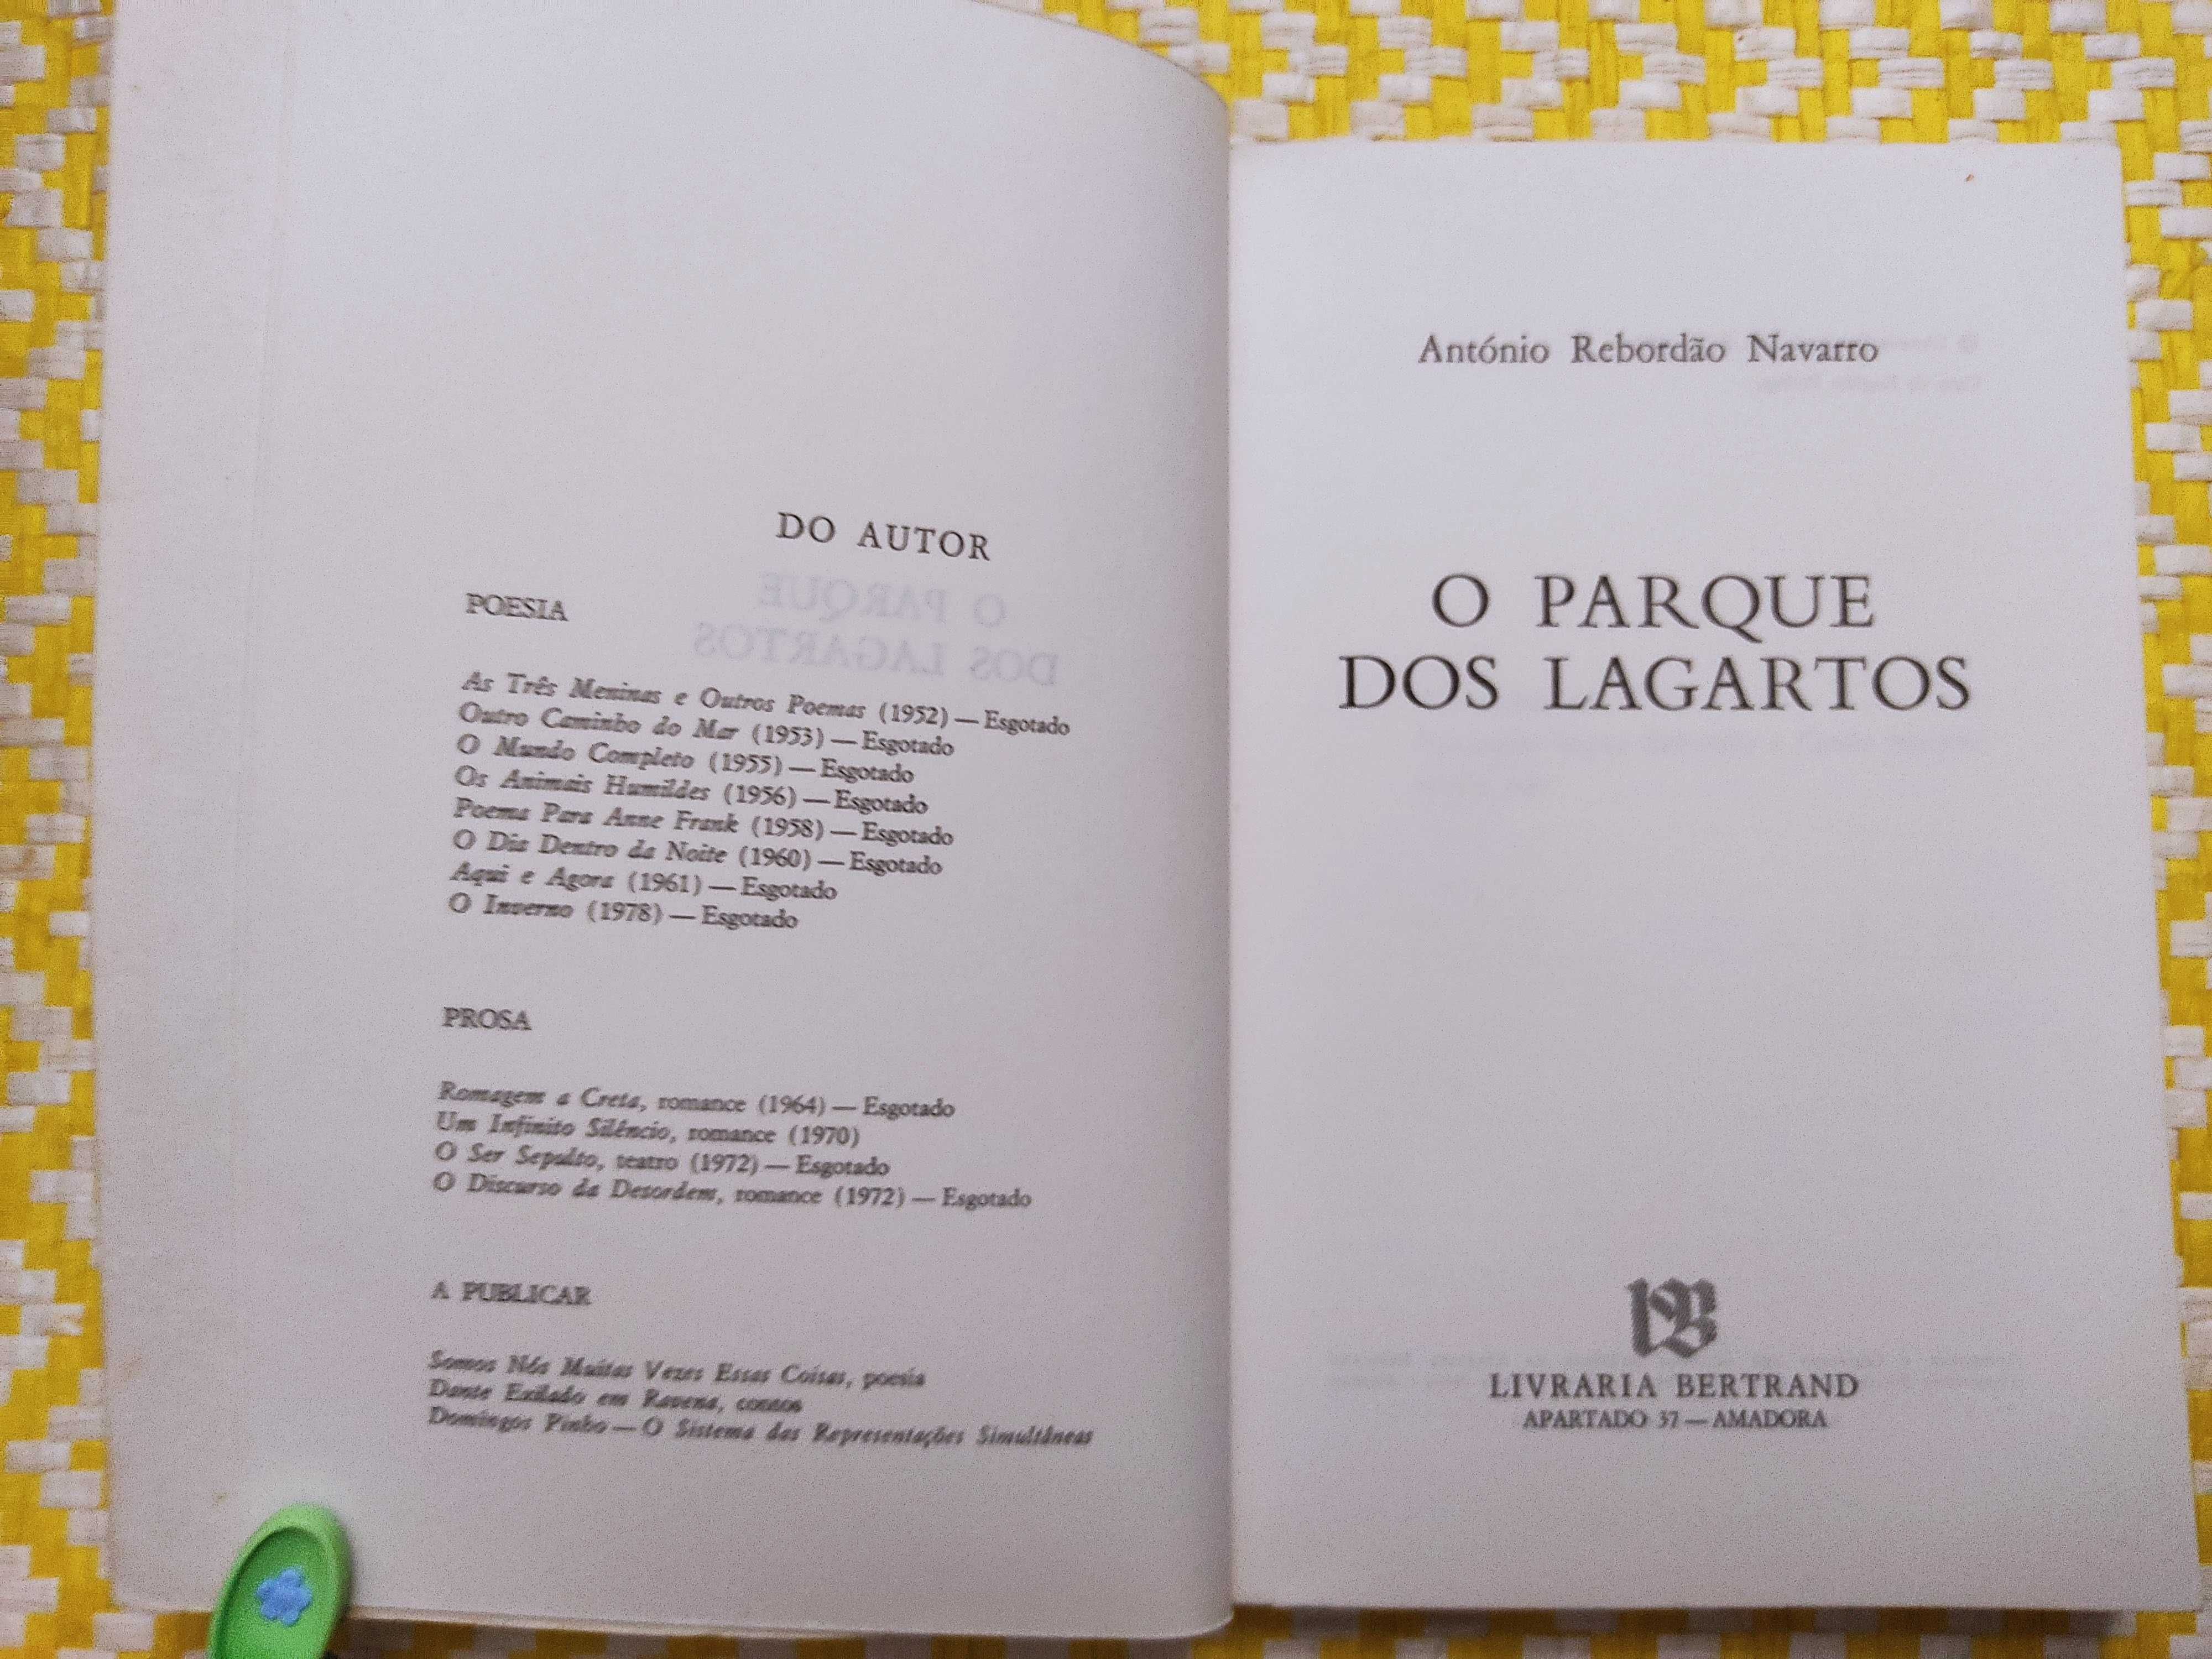 DO AUTOR
POESIA
As Três Meninas e Outros Poemas (1952) — Esgotado
Outro Caminho do Mar (1953) — Esgotado
O Mundo Completo (1955) — Esgotado
Os Animais Humildes (1956) — Esgotado
Poema Para Anne Frank (1958) — Esgotado
O Dia Dentro da Noite (1960) — Esgotado
Aqui e Agora (1961) — Esgotado
O Inverno (1978) — Esgotado
PROSA
Romagem a Creta, romance (1964) — Esgotado
Um Infinito Silêncio, romance (1970)
O Ser Sepulto, teatro (1972) — Esgotado
O Discurso da Desordem, romance (1972) — Esgotado
A PUBLICAR
Somos Nós Muitas Vezes Essas Coisas, poesia
Dante Exilado em Ravena, contos
Domingos Pinho — O Sistema das Representações Simultâneas
António Rebordão Navarro
O PARQUE
DOS LAGARTOS
LIVRARIA BERTRAND
APARTADO 37 — AMADORA